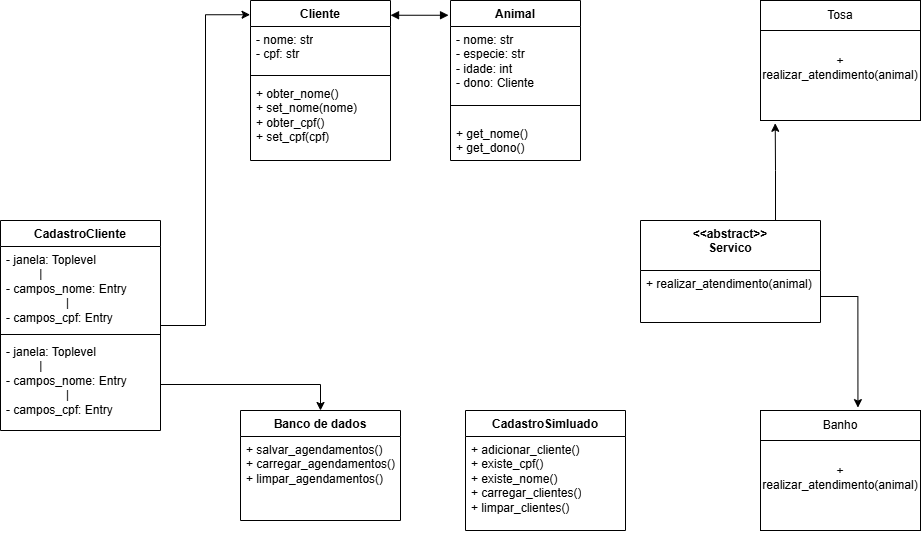 Cliente
- nome: str
- cpf: str
+ obter_nome()
+ set_nome(nome)
+ obter_cpf()
+ set_cpf(cpf)
Animal
- nome: str
- especie: str
- idade: int
- dono: Cliente
+ get_nome()
+ get_dono()
Tosa
+
realizar_atendimento(animal)
CadastroCliente
- janela: Toplevel
|
- campos_nome: Entry
|
- campos_cpf: Entry
- janela: Toplevel
|
- campos_nome: Entry
|
- campos_cpf: Entry
<<abstract>>
Servico
+ realizar_atendimento(animal)
Banco de dados
+ salvar_agendamentos()
+ carregar_agendamentos()
+ limpar_agendamentos()
CadastroSimluado
+ adicionar_cliente()
+ existe_cpf()
+ existe_nome()
+ carregar_clientes()
+ limpar_clientes()
Banho
+
realizar_atendimento(animal)